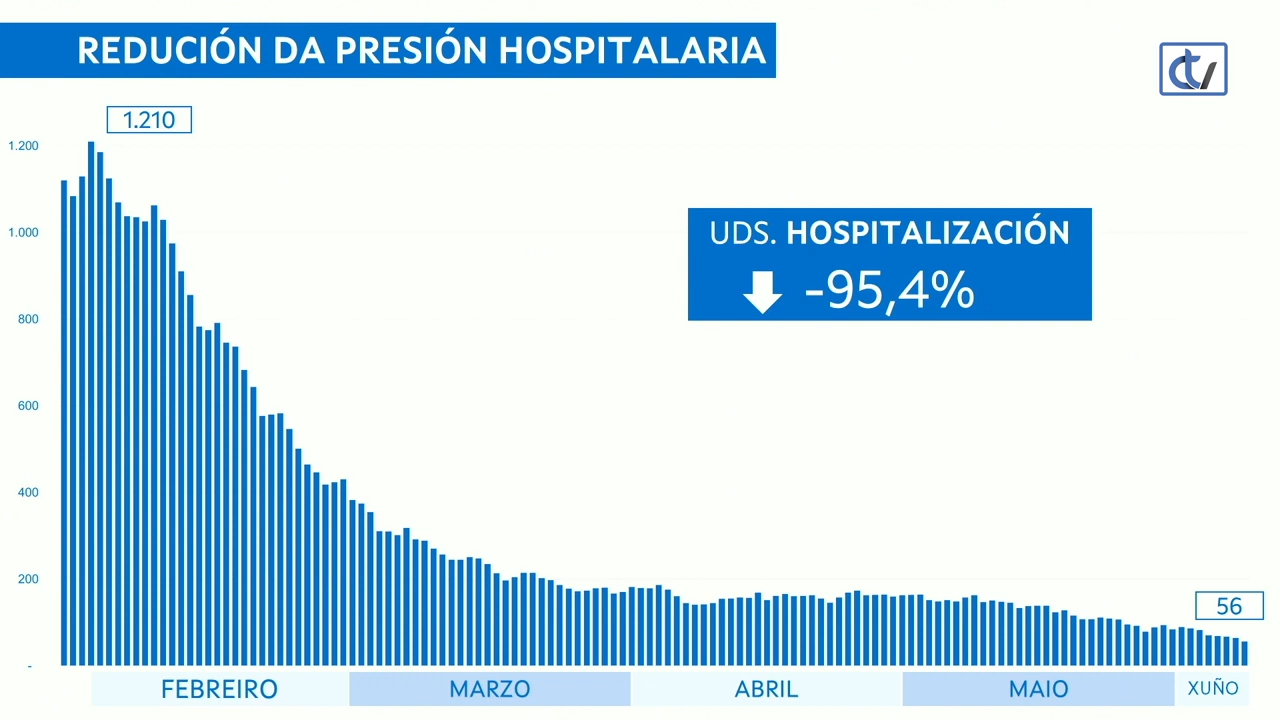 REDUCIÓN DA PRESIÓN HOSPITALARIA
CTV
1.210
1.200
1.000
800
600
400
200
-
UDS. HOSPITALIZACIÓN
-95,4%
56
FEBREIRO
MARZO
ABRIL
MAIO
XUÑO